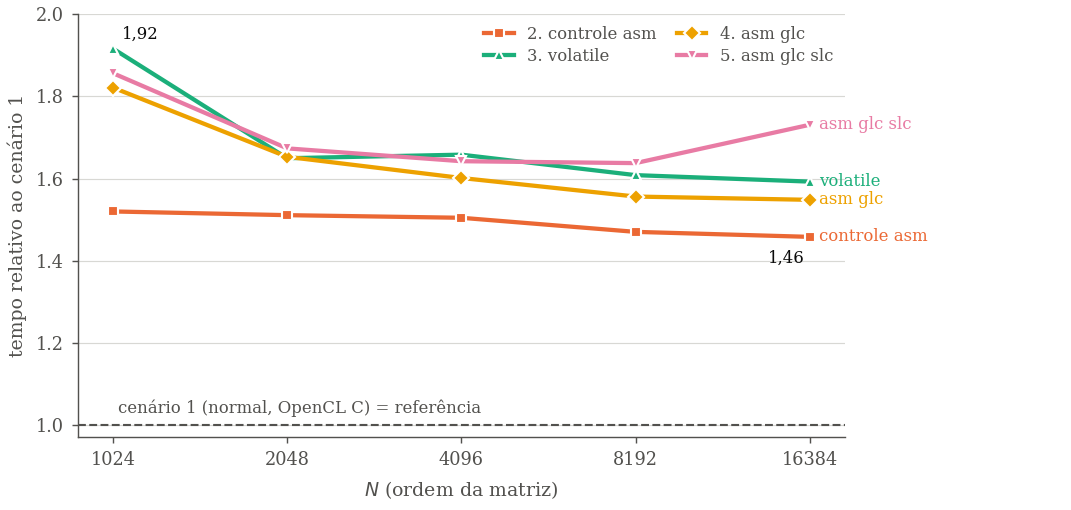 2.0
1.8
1.6
1.4
1.2
1.0
tempo relativo ao cenário 1
1,92
2. controle asm
3. volatile
4. asm glc
5. asm glc slc
asm glc slc
volatile
asm glc
controle asm
1,46
cenário 1 (normal, OpenCL C) = referência
1024 2048 4096 8192 16384
N (ordem da matriz)